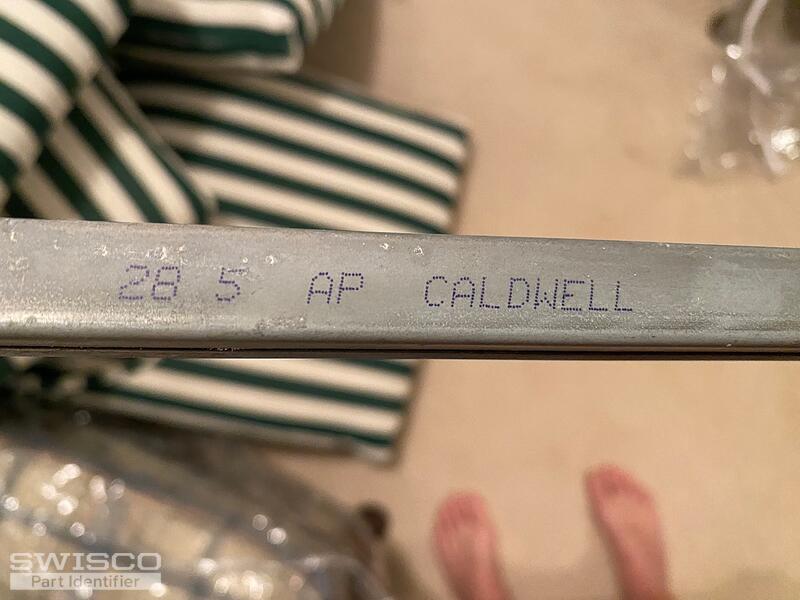 28 5 AP CALDWELL
SWISCO
Part Identifier